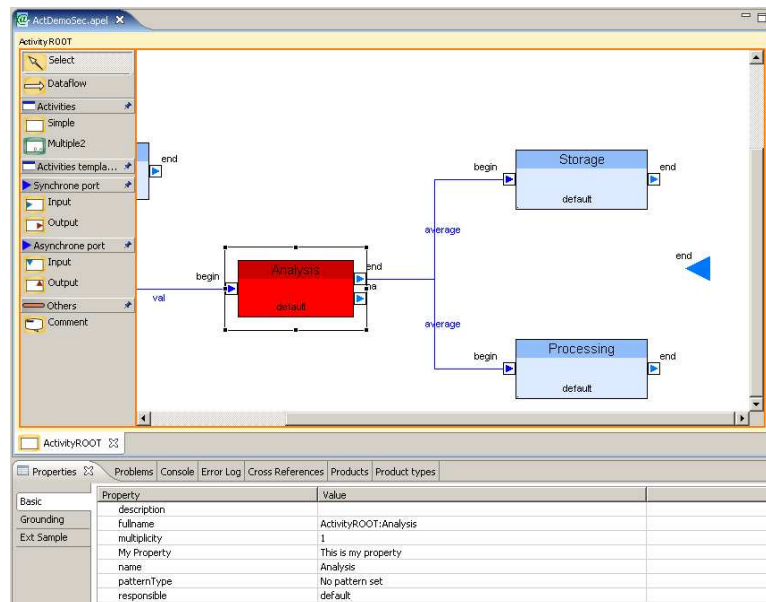 ActDemoSec.apel
ActivityROOT
Select
Dataflow
Activities
Simple
Multiple2
Activities templa...
Synchrone port
Input
Output
Asynchrone port
Input
Output
Others
Comment
end
val
begin
Analysis
default
end
na
average
average
begin
Storage
default
end
begin
Processing
default
end
end
ActivityROOT
Properties Problems Console Error Log Cross References Products Product types
Basic
Grounding
Ext Sample
Property Value
description
fullname ActivityROOT:Analysis
multiplicity 1
My Property This is my property
name Analysis
patternType No pattern set
responsible default